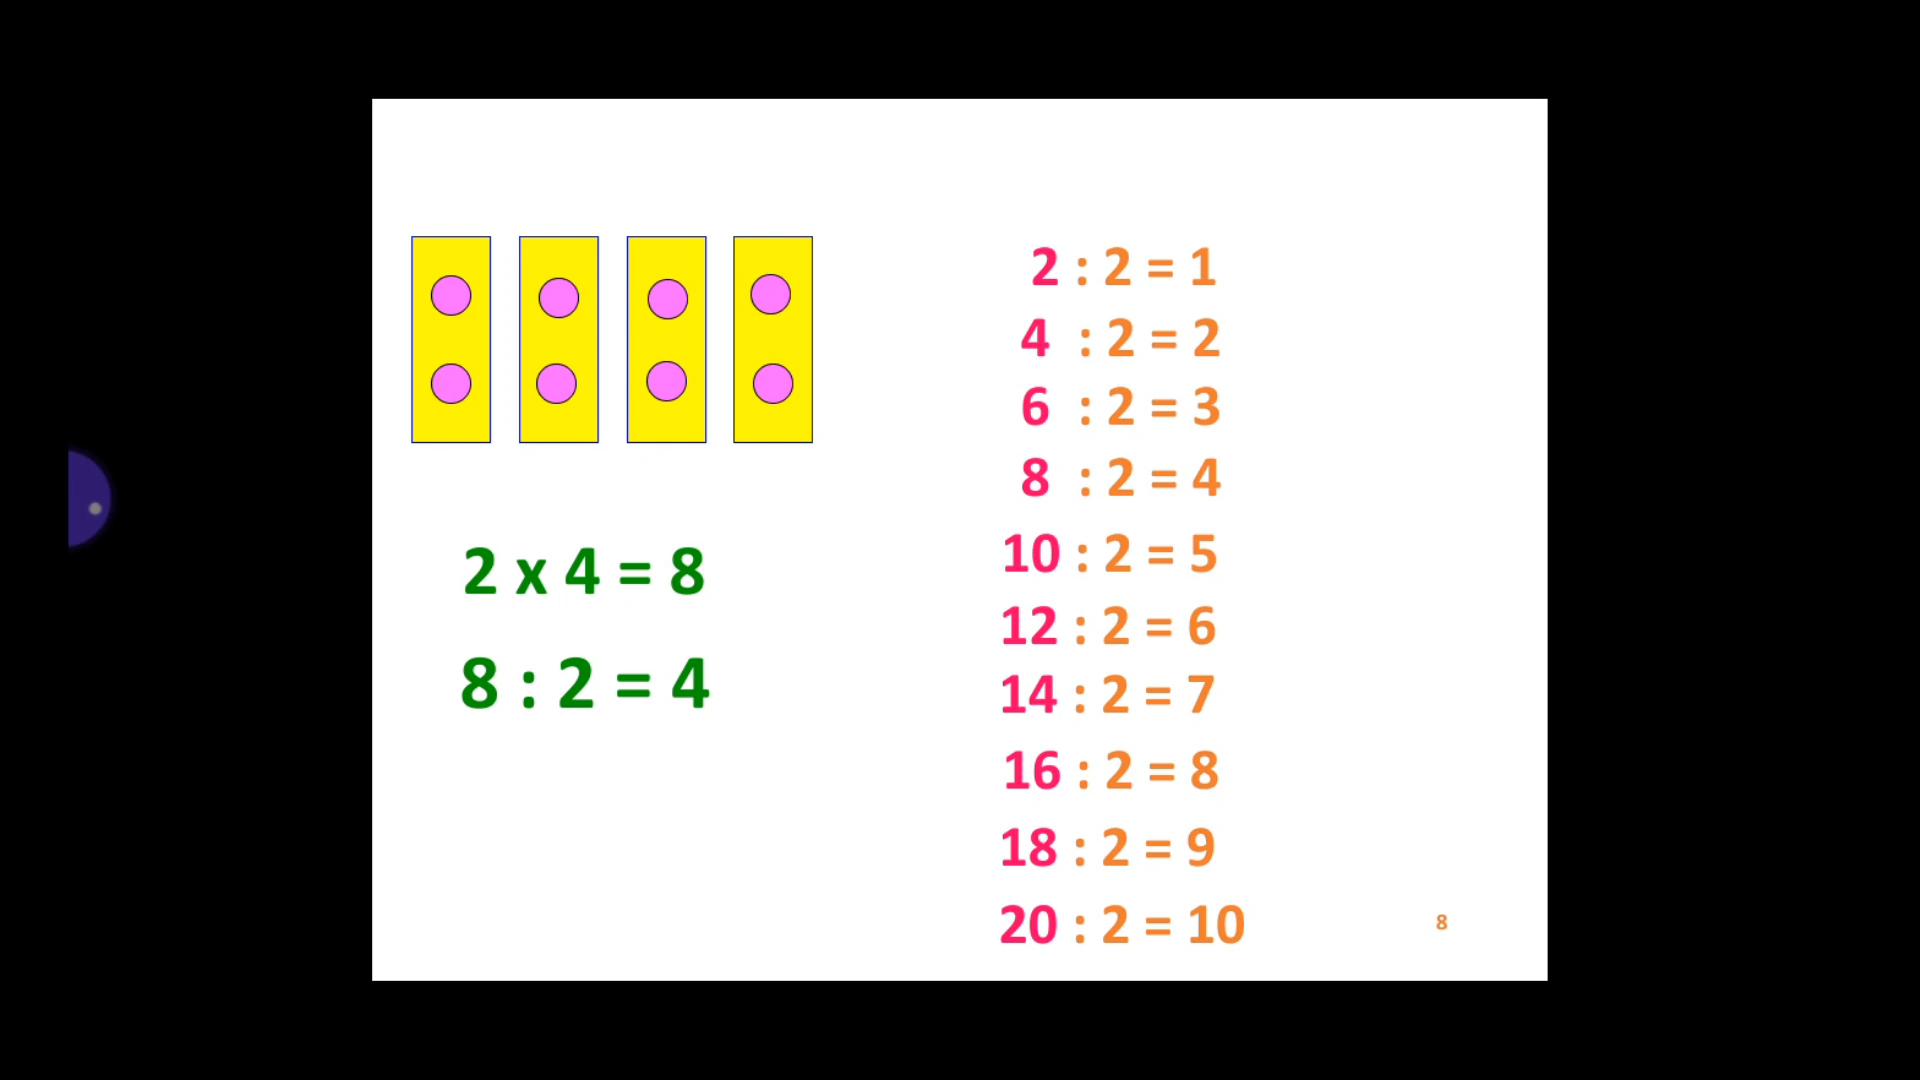 2 x 4 = 8
8 : 2 = 4
2 : 2 = 1
4 : 2 = 2
6 : 2 = 3
8 : 2 = 4
10 : 2 = 5
12 : 2 = 6
14 : 2 = 7
16 : 2 = 8
18 : 2 = 9
20 : 2 = 10
8